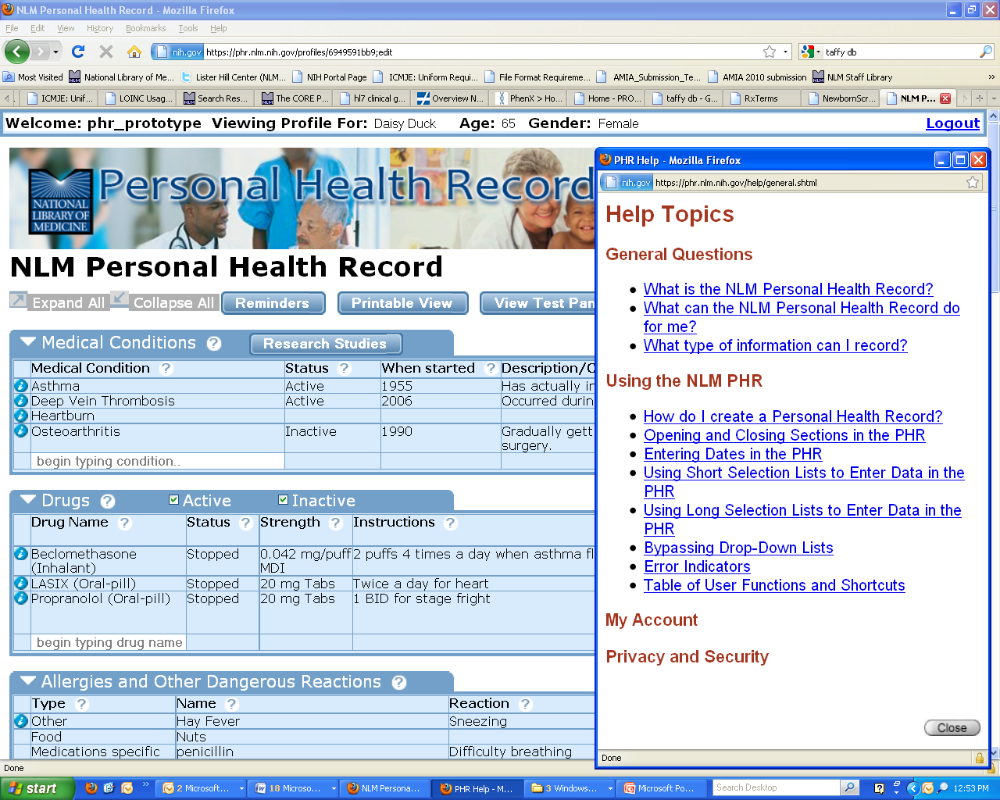 NLM Personal Health Record - Mozilla Firefox
File Edit View History Bookmarks Tools Help
nih.gov https://phr.nlm.nih.gov/profiles/6949591bb9;edit
taffy db
Most Visited National Library of Me... Lister Hill Center (NLM... NIH Portal Page ICMJE: Uniform Requi... File Format Requireme... AMIA_Submission_Te... AMIA 2010 submission NLM Staff Library »
ICMJE: Unif... LOINC Usag... Search Res... The CORE P... hl7 clinical g... Overview N... PhenX > Ho... Home - PRO... taffy db - G... RxTerms NewbornScr... NLM P...
Welcome: phr_prototype Viewing Profile For: Daisy Duck Age: 65 Gender: Female Logout
NATIONAL
LIBRARY OF
MEDICINE
Personal Health Record
NLM Personal Health Record
Expand All Collapse All Reminders Printable View View Test Pan
Medical Conditions ? Research Studies
Medical Condition ? Status ? When started ? Description/C
Asthma Active 1955 Has actually in
Deep Vein Thrombosis Active 2006 Occurred durin
Heartburn
Osteoarthritis Inactive 1990 Gradually gett
surgery.
begin typing condition..
Drugs ? Active Inactive
Drug Name ? Status ? Strength ? Instructions ?
Beclomethasone Stopped 0.042 mg/puff 2 puffs 4 times a day when asthma fl
(Inhalant) MDI
LASIX (Oral-pill) Stopped 20 mg Tabs Twice a day for heart
Propranolol (Oral-pill) Stopped 20 mg Tabs 1 BID for stage fright
begin typing drug name
Allergies and Other Dangerous Reactions ?
Type ? Name ? Reaction ?
Other Hay Fever Sneezing
Food Nuts
Medications specific penicillin Difficulty breathing
Done
PHR Help - Mozilla Firefox
nih.gov https://phr.nlm.nih.gov/help/general.shtml
Help Topics
General Questions
What is the NLM Personal Health Record?
What can the NLM Personal Health Record do
for me?
What type of information can I record?
Using the NLM PHR
How do I create a Personal Health Record?
Opening and Closing Sections in the PHR
Entering Dates in the PHR
Using Short Selection Lists to Enter Data in the
PHR
Using Long Selection Lists to Enter Data in the
PHR
Bypassing Drop-Down Lists
Error Indicators
Table of User Functions and Shortcuts
My Account
Privacy and Security
Close
Done
start » 2 Microsoft... 18 Microso... NLM Persona... PHR Help - M... 3 Windows... Microsoft Po... Search Desktop 12:53 PM